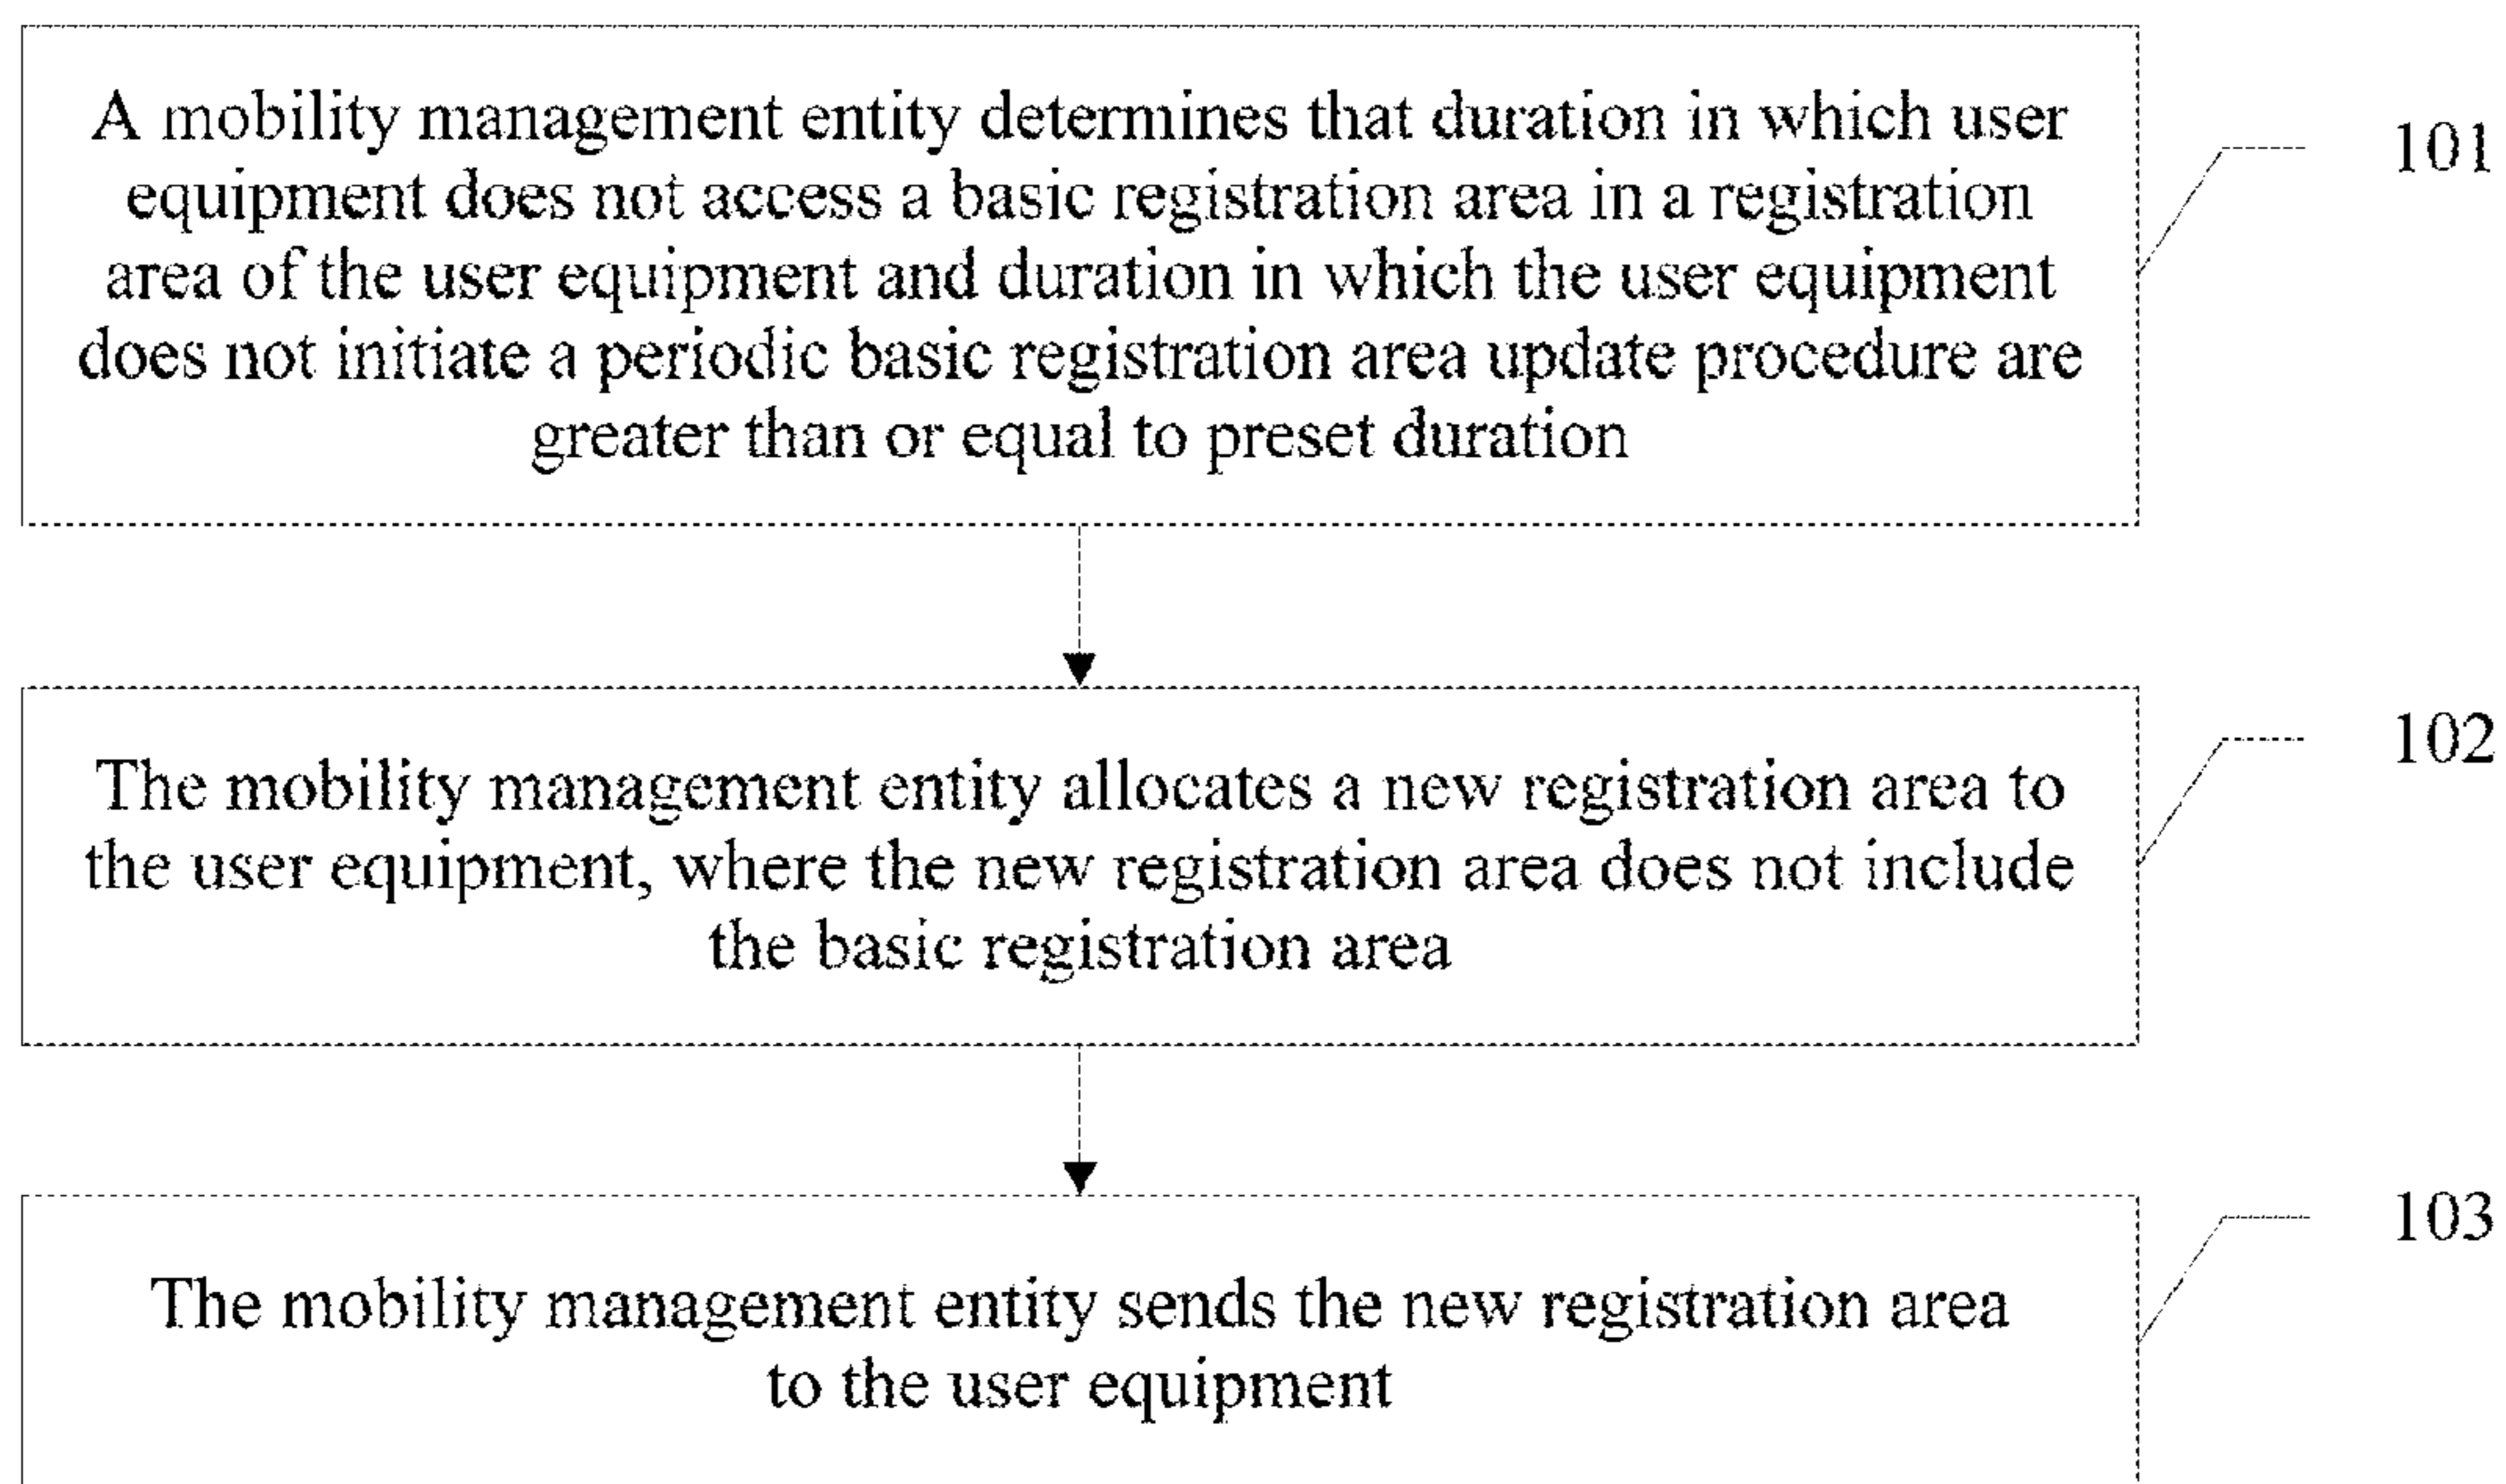 A mobility management entity determines that duration in which user
equipment does not access a basic registration area in a registration
area of the user equipment and duration in which the user equipment
does not initiate a periodic basic registration area update procedure are
greater than or equal to preset duration
101
The mobility management entity allocates a new registration area to
the user equipment, where the new registration area does not include
the basic registration area
102
The mobility management entity sends the new registration area
to the user equipment
103